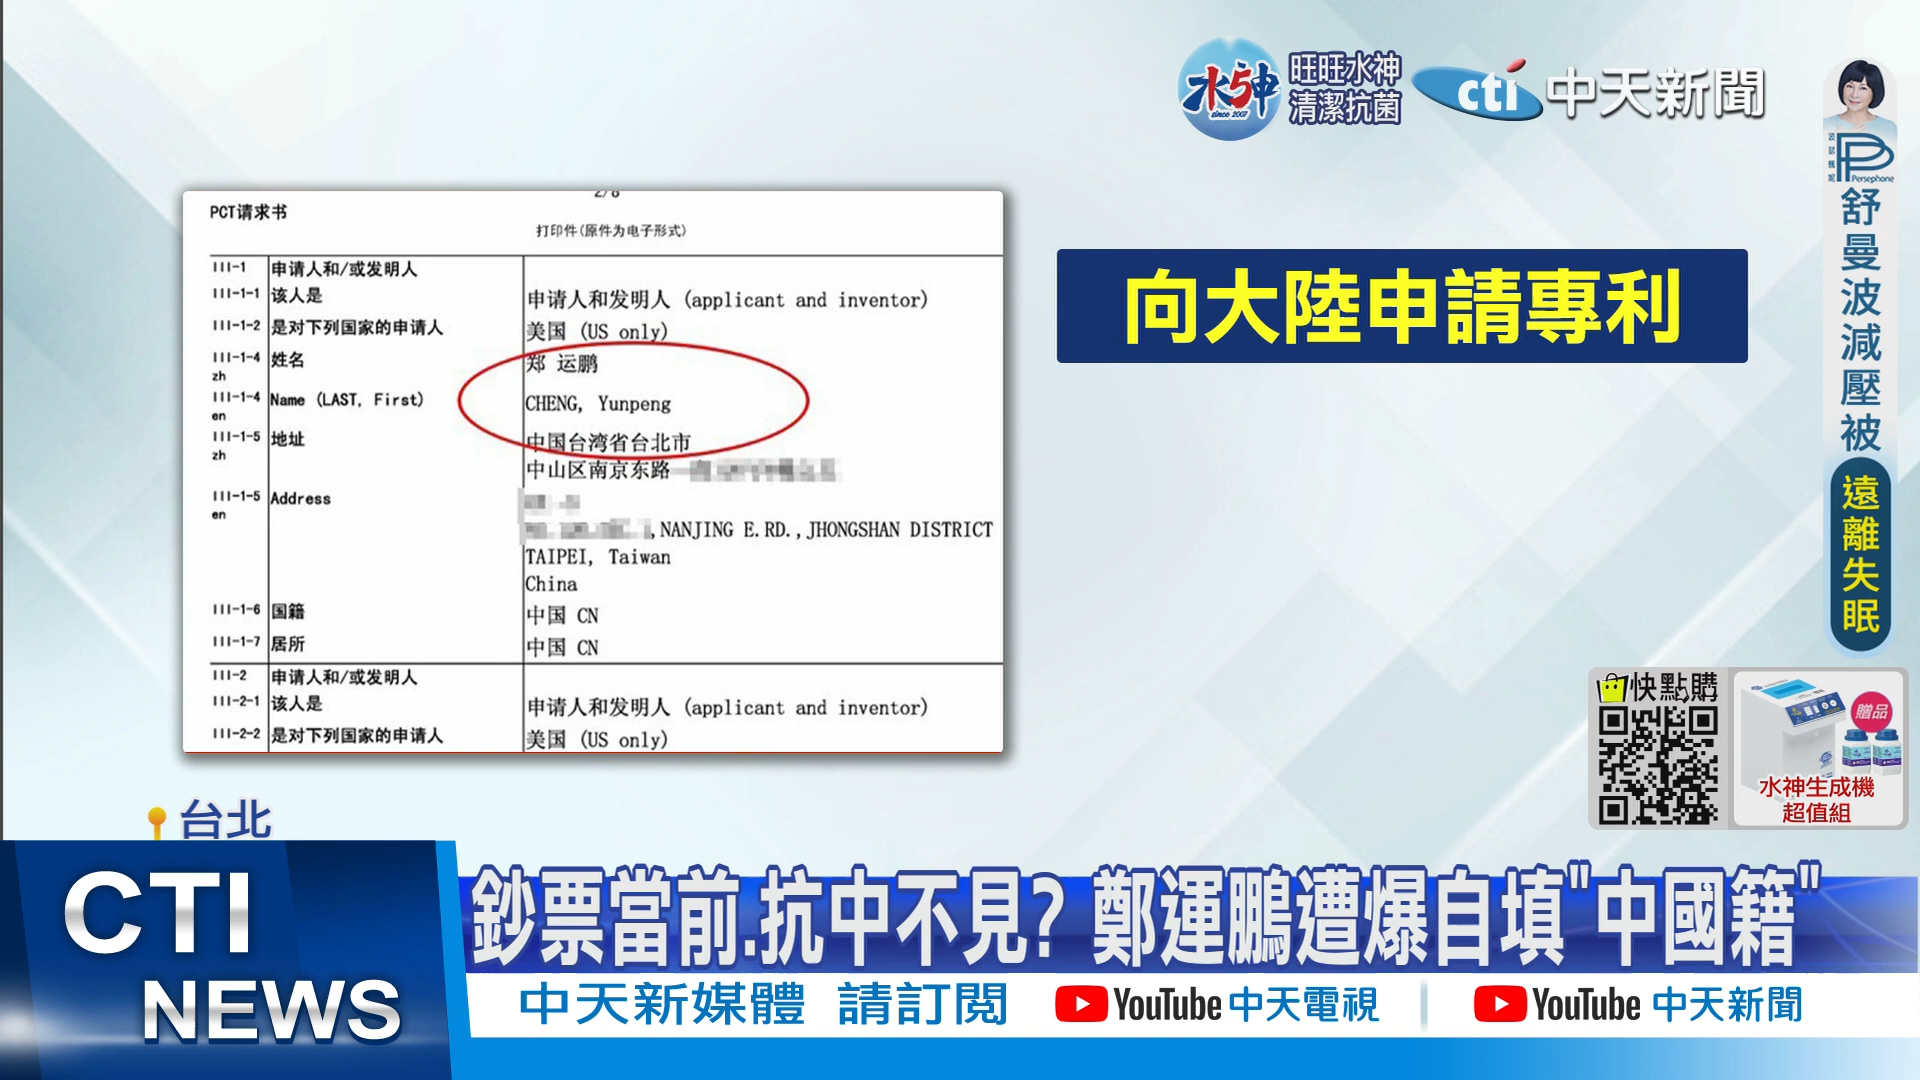 水神
since 2007
旺旺水神
清潔抗菌
cti 中天新聞
2/8
PCT请求书
打印件(原件为电子形式)
III-1 申请人和/或发明人
III-1-1 该人是 申请人和发明人 (applicant and inventor)
III-1-2 是对下列国家的申请人 美国 (US only)
III-1-4 zh 姓名 郑 运鹏
III-1-4 en Name (LAST, First) CHENG, Yunpeng
III-1-5 zh 地址 中国台湾省台北市
中山区南京东路一
III-1-5 en Address
,NANJING E.RD.,JHONGSHAN DISTRICT
TAIPEI, Taiwan
China
III-1-6 国籍 中国 CN
III-1-7 居所 中国 CN
III-2 申请人和/或发明人
III-2-1 该人是 申请人和发明人 (applicant and inventor)
III-2-2 是对下列国家的申请人 美国 (US only)
向大陸申請專利
Persephone
舒曼波減壓被
遠離失眠
快點購
贈品
水神生成機
超值組
台北
CTI
NEWS
鈔票當前.抗中不見? 鄭運鵬遭爆自填"中國籍"
中天新媒體 請訂閱 YouTube 中天電視 YouTube 中天新聞